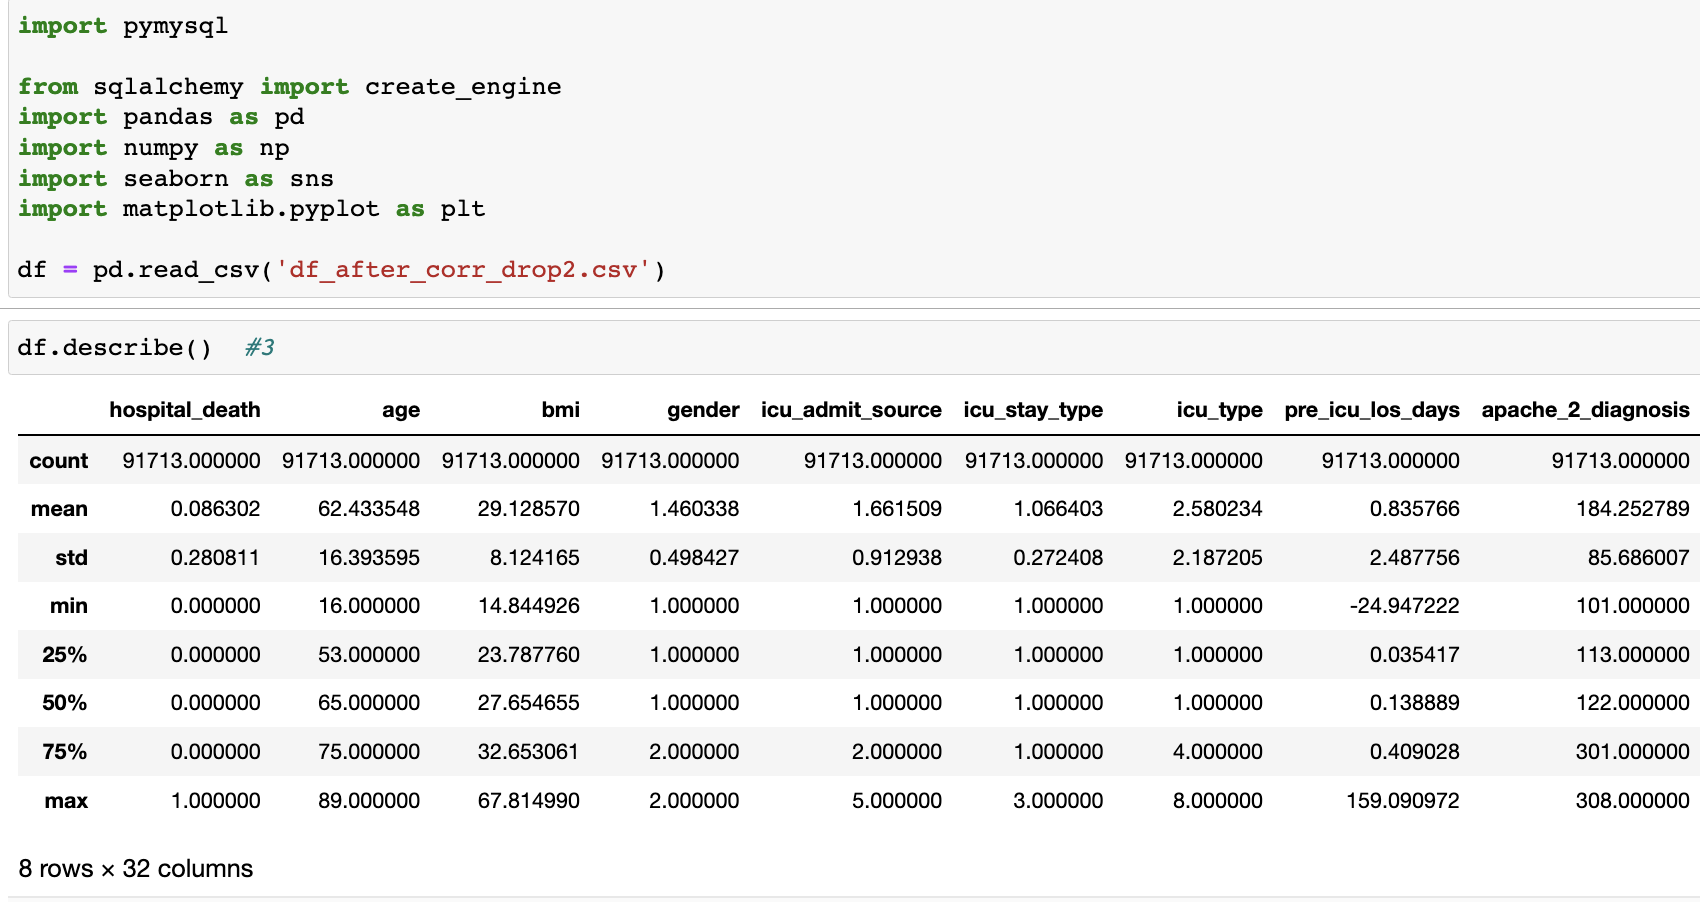 import pymysql
from sqlalchemy import create_engine
import pandas as pd
import numpy as np
import seaborn as sns
import matplotlib.pyplot as plt
df = pd.read_csv('df_after_corr_drop2.csv')
df.describe()  #3
hospital_death age bmi gender icu_admit_source icu_stay_type icu_type pre_icu_los_days apache_2_diagnosis
count 91713.000000 91713.000000 91713.000000 91713.000000 91713.000000 91713.000000 91713.000000 91713.000000 91713.000000
mean 0.086302 62.433548 29.128570 1.460338 1.661509 1.066403 2.580234 0.835766 184.252789
std 0.280811 16.393595 8.124165 0.498427 0.912938 0.272408 2.187205 2.487756 85.686007
min 0.000000 16.000000 14.844926 1.000000 1.000000 1.000000 1.000000 -24.947222 101.000000
25% 0.000000 53.000000 23.787760 1.000000 1.000000 1.000000 1.000000 0.035417 113.000000
50% 0.000000 65.000000 27.654655 1.000000 1.000000 1.000000 1.000000 0.138889 122.000000
75% 0.000000 75.000000 32.653061 2.000000 2.000000 1.000000 4.000000 0.409028 301.000000
max 1.000000 89.000000 67.814990 2.000000 5.000000 3.000000 8.000000 159.090972 308.000000
8 rows × 32 columns